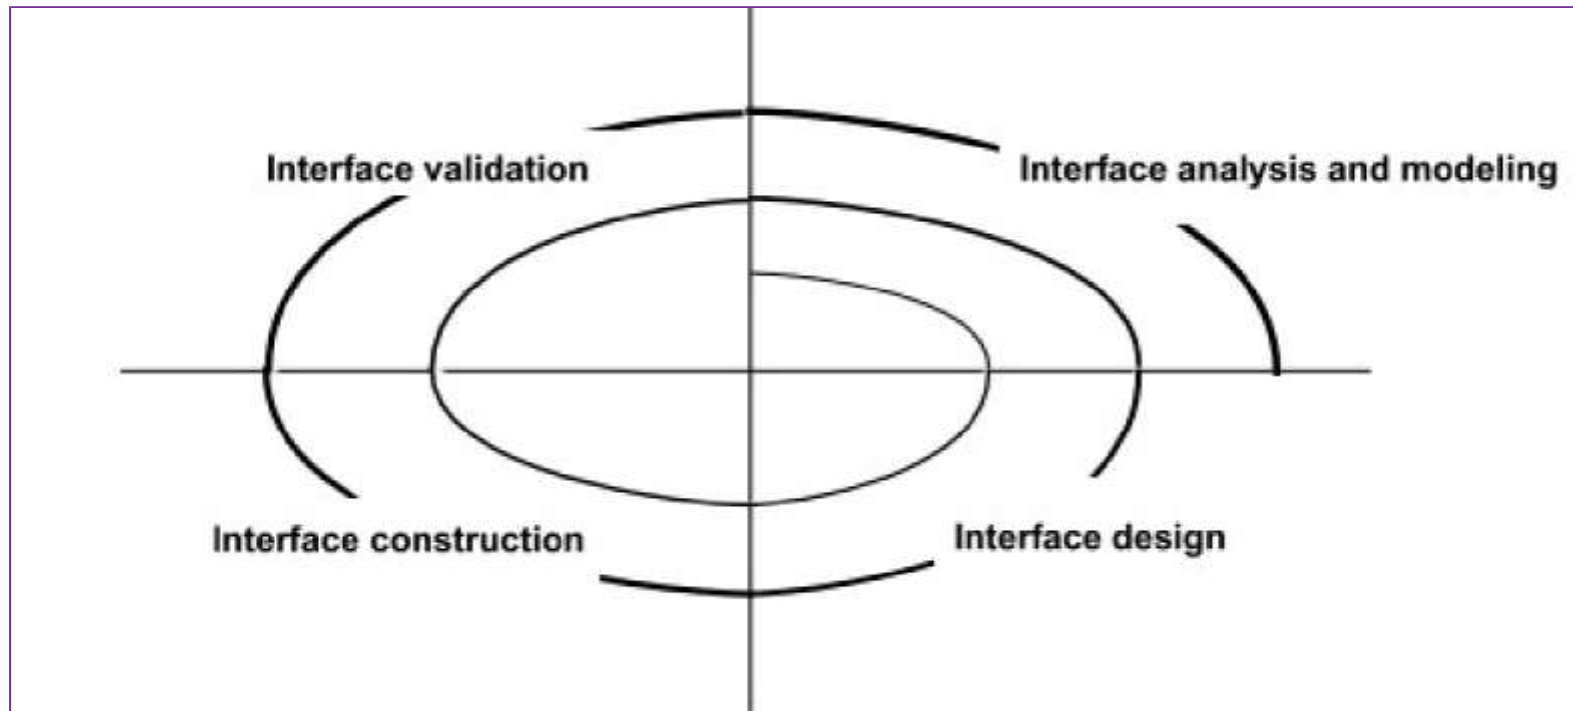 Interface validation
Interface analysis and modeling
Interface construction
Interface design